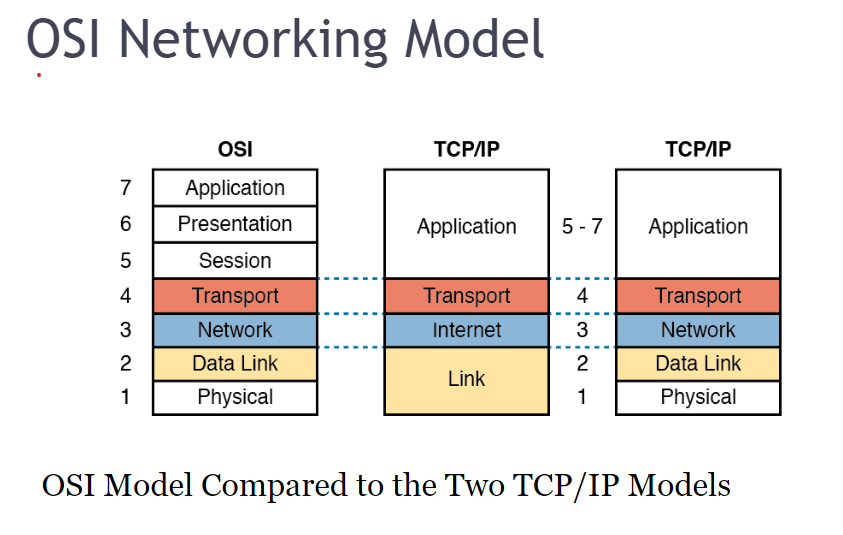 OSI Networking Model
OSI
TCP/IP
TCP/IP
7
Application
6
Presentation
Application
5 - 7
Application
5
Session
4
Transport
Transport
4
Transport
3
Network
Internet
3
Network
2
Data Link
Link
2
Data Link
1
Physical
1
Physical
OSI Model Compared to the Two TCP/IP Models